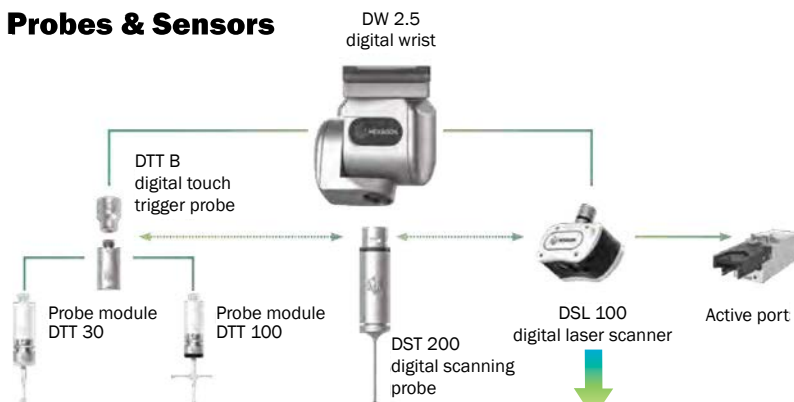 Probes & Sensors
DW 2.5
digital wrist
HEXAGON
DTT B
digital touch
trigger probe
Probe module
DTT 30
Probe module
DTT 100
DST 200
digital scanning
probe
DSL 100
digital laser scanner
Active port